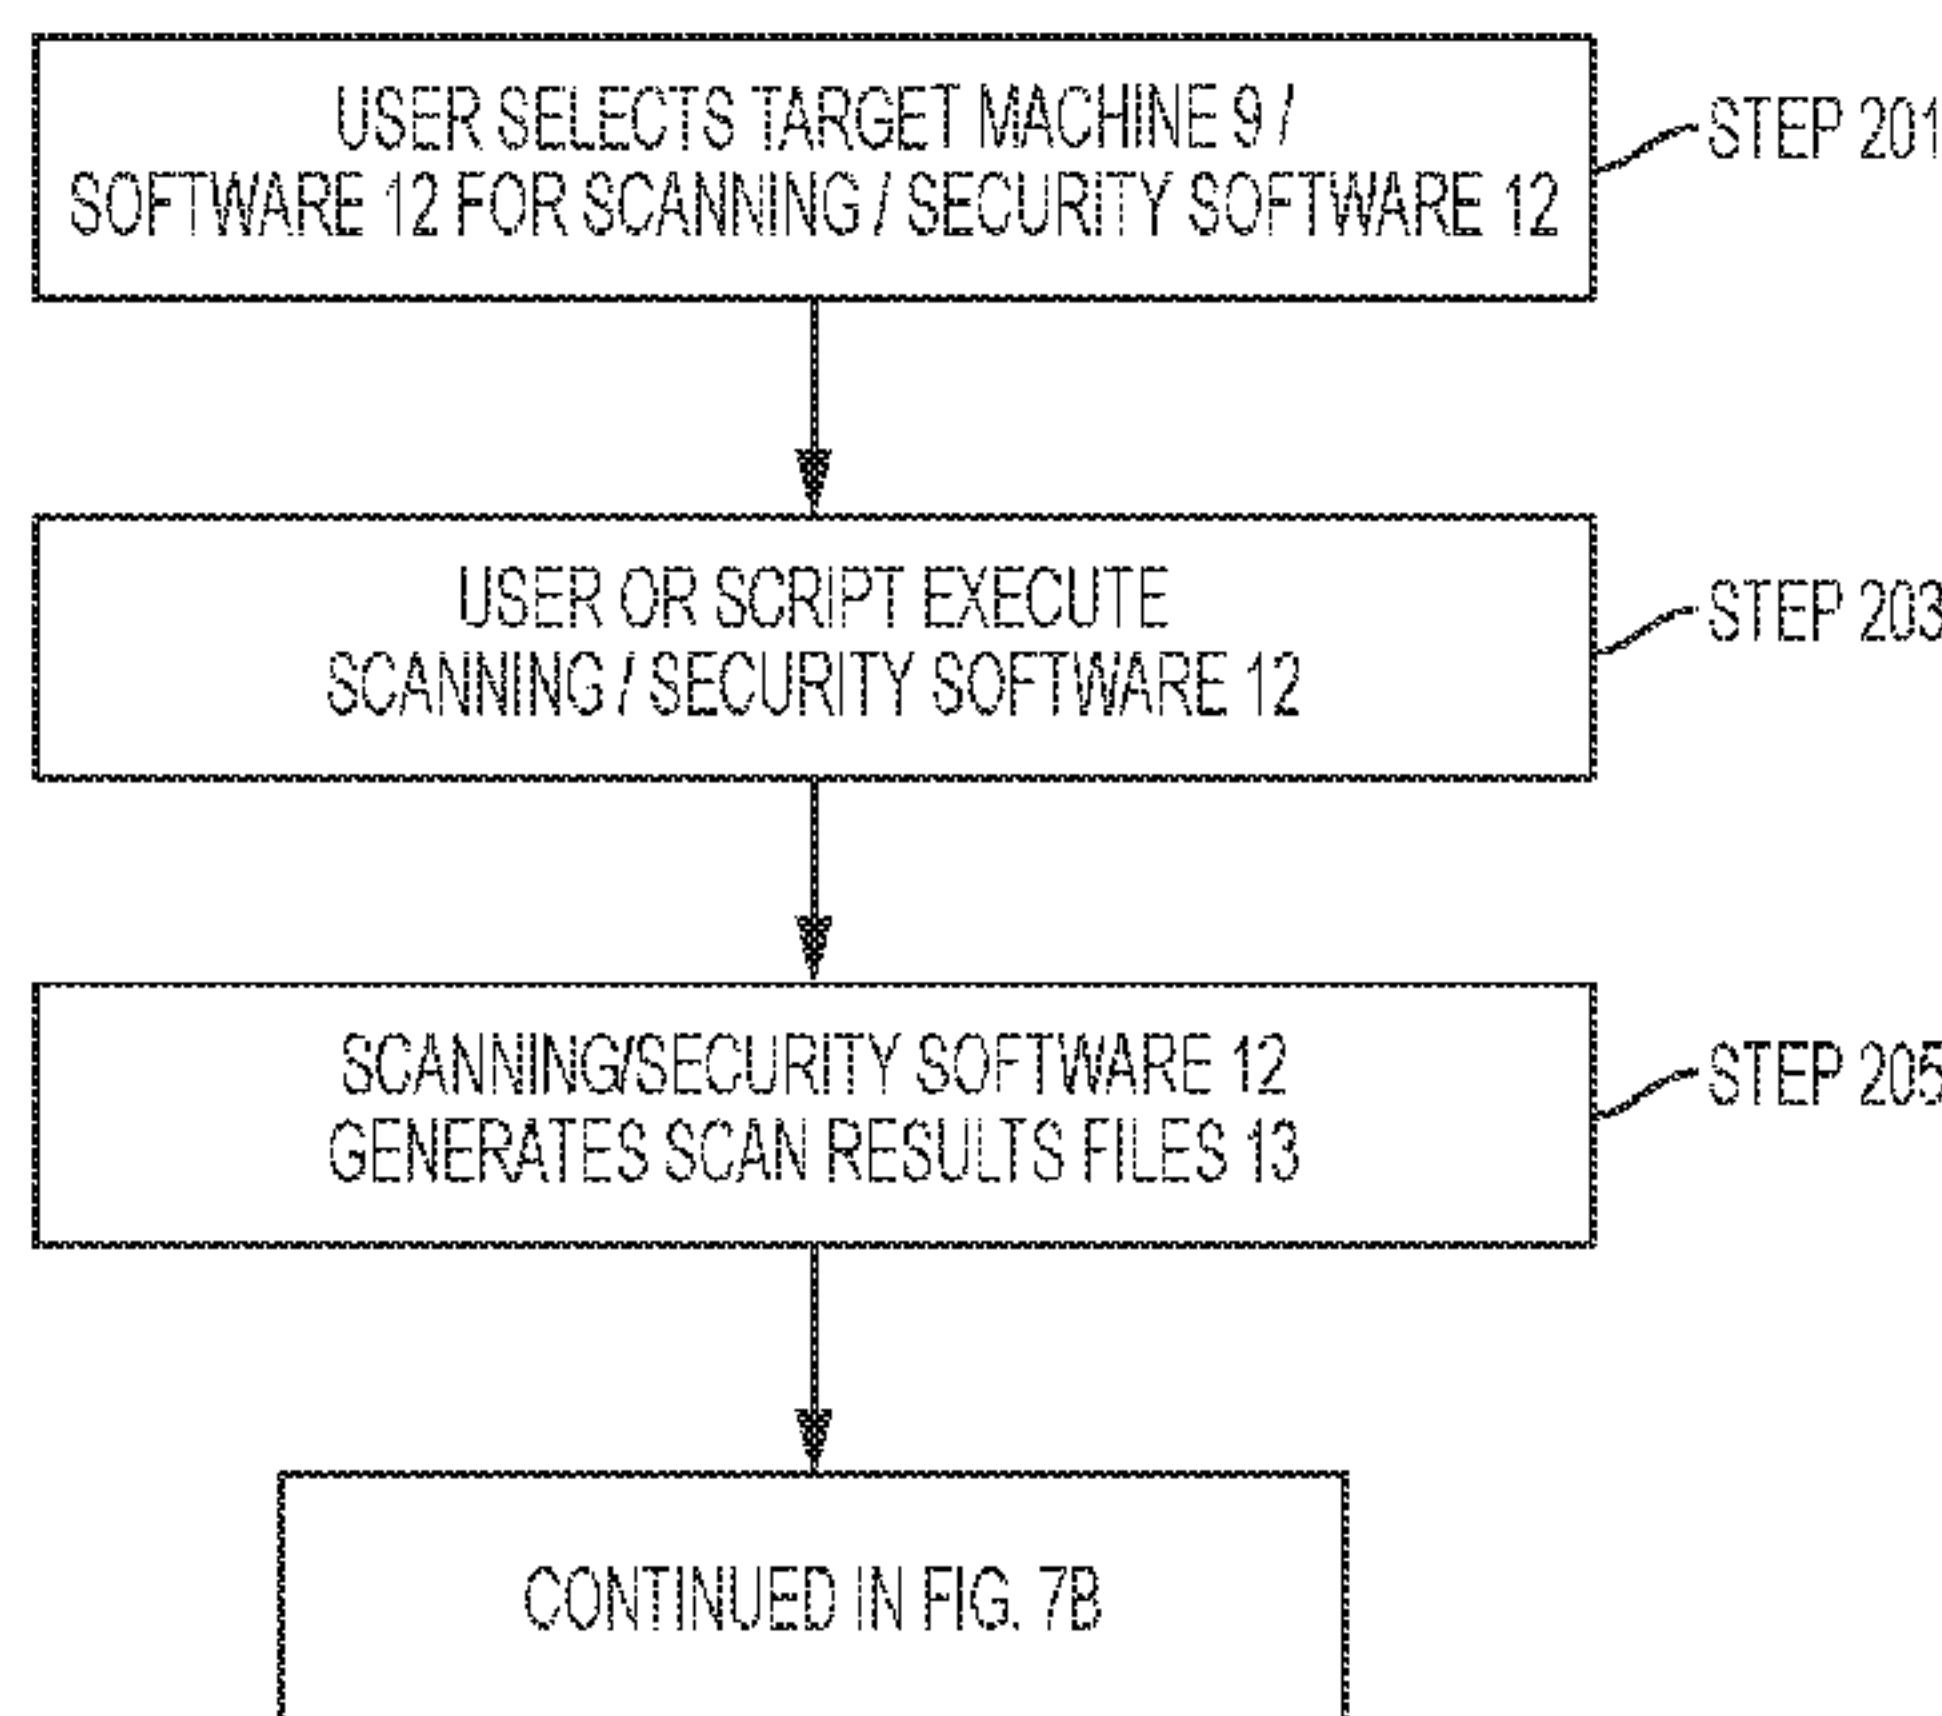 USER SELECTS TARGET MACHINE 9 /
SOFTWARE 12 FOR SCANNING / SECURITY SOFTWARE 12
STEP 201
USER OR SCRIPT EXECUTE
SCANNING / SECURITY SOFTWARE 12
STEP 203
SCANNING/SECURITY SOFTWARE 12
GENERATES SCAN RESULTS FILES 13
STEP 205
CONTINUED IN FIG. 7B